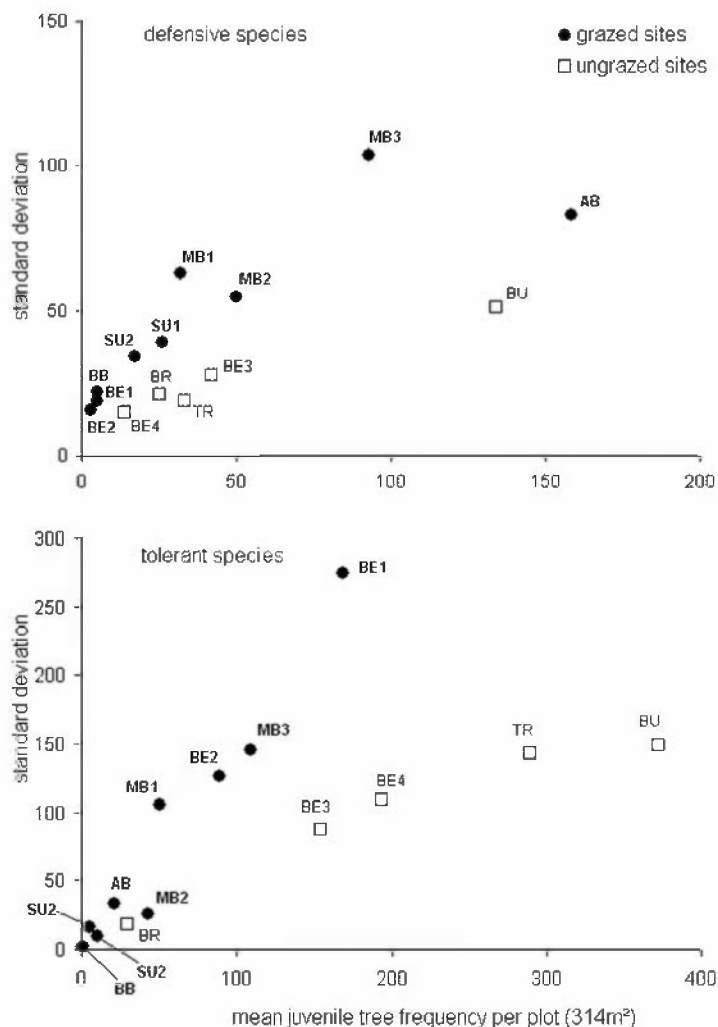 150
defensive species
grazed sites
ungrazed sites
MB3
100
AB
MB1
MB2
BU
50
SU1
SU2
BE3
BR
BB
BE1
TR
BE2
BE4
0
0 50 100 150 200
standard deviation
300
tolerant species
BE1
250
200
150
MB3
TR
BU
BE2
MB1
BE4
BE3
100
50
AB
MB2
SU2
BR
0
SU2
BB
0 100 200 300 400
standard deviation
mean juvenile tree frequency per plot (314m²)